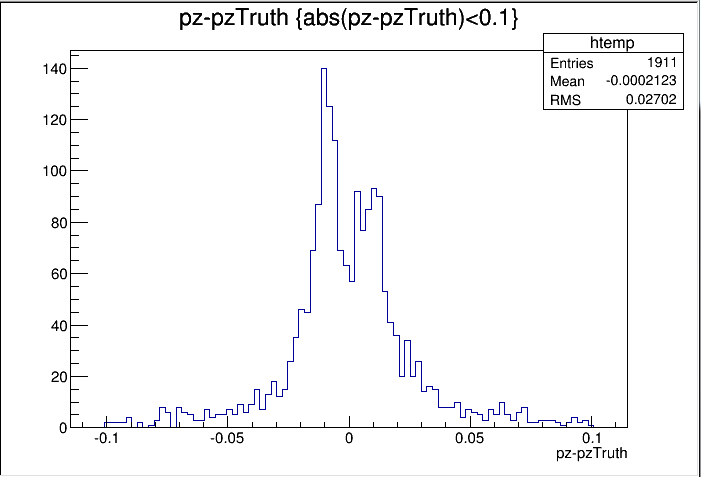 pz-pzTruth {abs(pz-pzTruth)<0.1}
htemp
Entries 1911
Mean -0.0002123
RMS 0.02702
140
120
100
80
60
40
20
0
-0.1 -0.05 0 0.05 0.1
pz-pzTruth